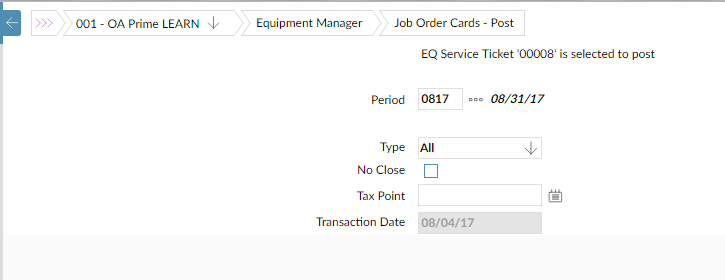 001 - OA Prime LEARN Equipment Manager Job Order Cards - Post
EQ Service Ticket '00008' is selected to post
Period 0817 08/31/17
Type All
No Close
Tax Point
Transaction Date 08/04/17